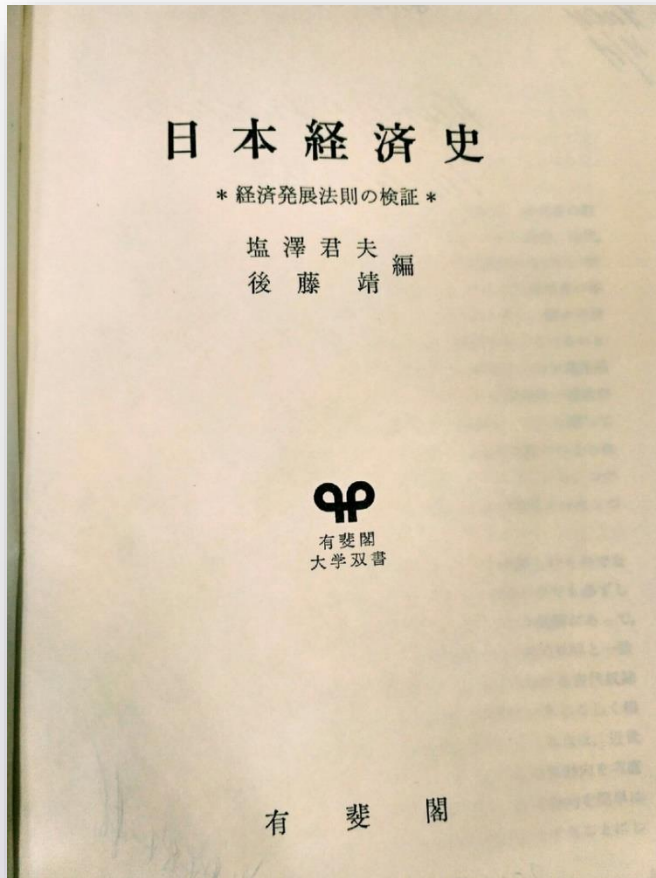 日本経済史
＊経済発展法則の検証＊
塩澤君夫
後藤 靖 編
有斐閣
大学双書
有斐閣